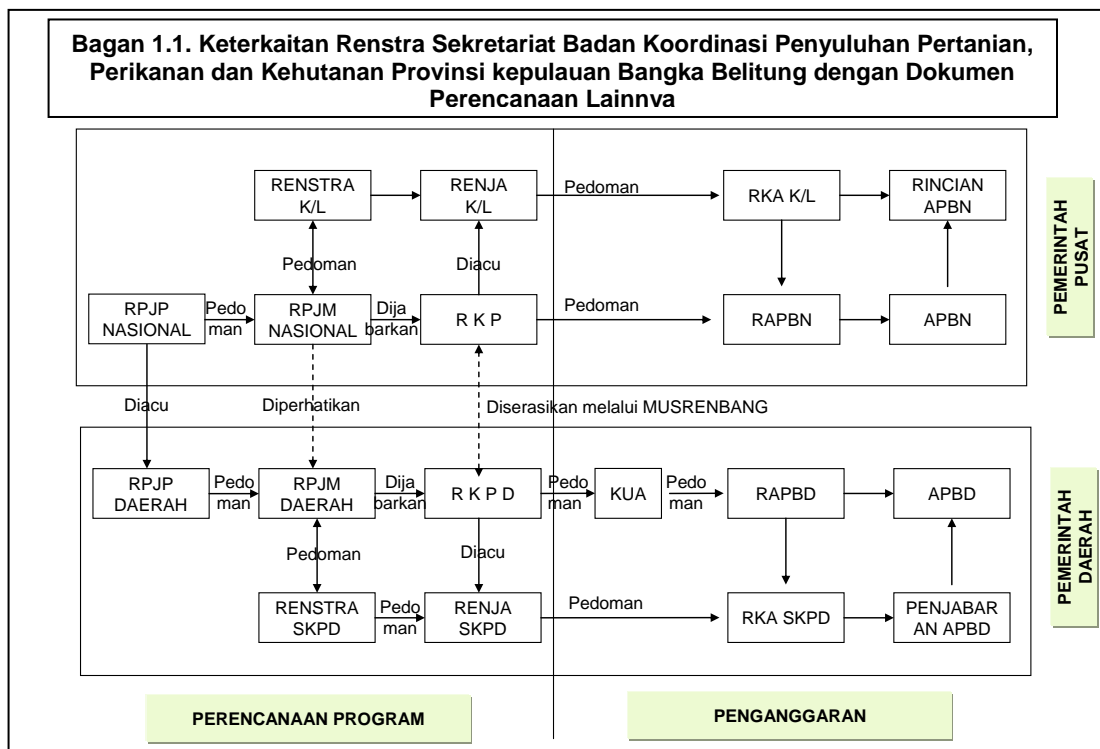 Bagan 1.1. Keterkaitan Renstra Sekretariat Badan Koordinasi Penyuluhan Pertanian,
Perikanan dan Kehutanan Provinsi kepulauan Bangka Belitung dengan Dokumen
Perencanaan Lainnva
RENSTRA
K/L
RENJA
K/L
Pedoman
RKA K/L
RINCIAN
APBN
Pedoman
Diacu
RPJP
NASIONAL
Pedo
man
RPJM
NASIONAL
Dija
barkan
R K P
Pedoman
RAPBN
APBN
PEMERINTAH
PUSAT
Diacu
Diperhatikan
Diserasikan melalui MUSRENBANG
RPJP
DAERAH
Pedo
man
RPJM
DAERAH
Dija
barkan
R K P D
Pedo
man
KUA
Pedo
man
RAPBD
APBD
Pedoman
Diacu
RENSTRA
SKPD
Pedo
man
RENJA
SKPD
Pedoman
RKA SKPD
PENJABAR
AN APBD
PEMERINTAH
DAERAH
PERENCANAAN PROGRAM
PENGANGGARAN